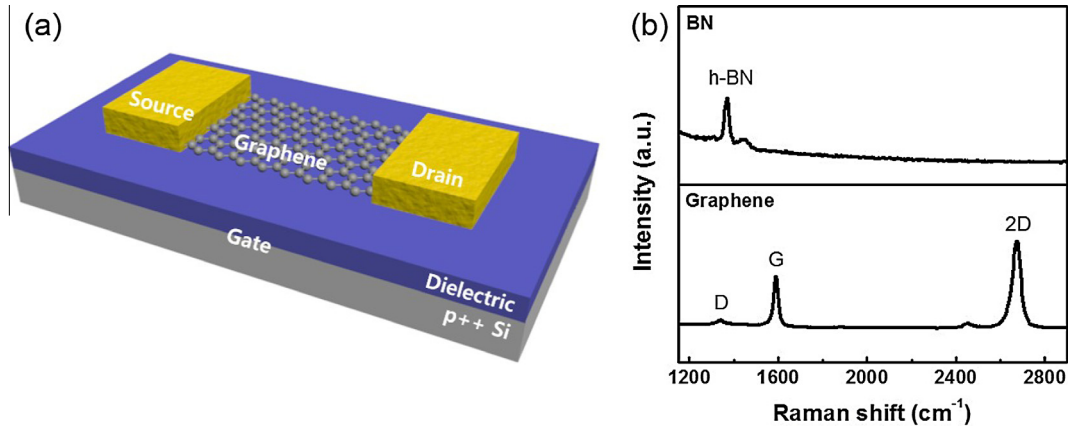 (a)
Source
Graphene
Drain
Gate
Dielectric
p++ Si
(b)
BN
h-BN
Graphene
D
G
2D
Intensity (a.u.)
1200 1600 2000 2400 2800
Raman shift (cm⁻¹)